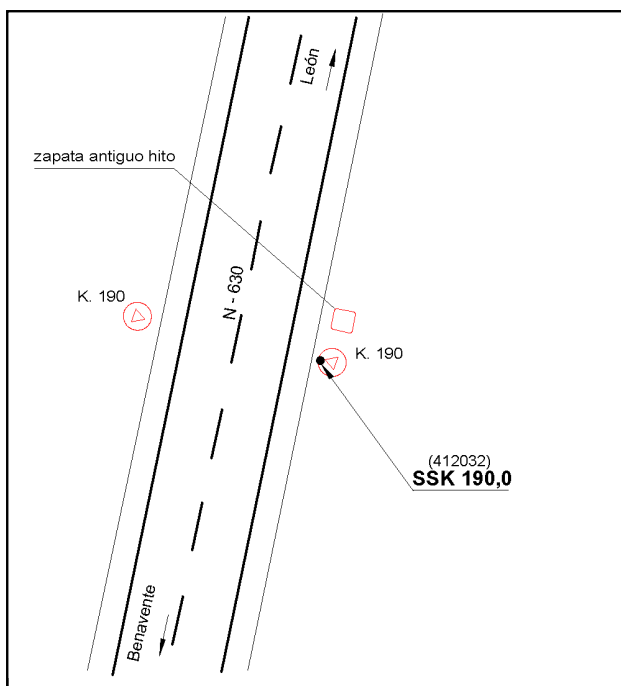 León
zapata antiguo hito
N - 630
K. 190
K. 190
(412032)
SSK 190,0
Benavente